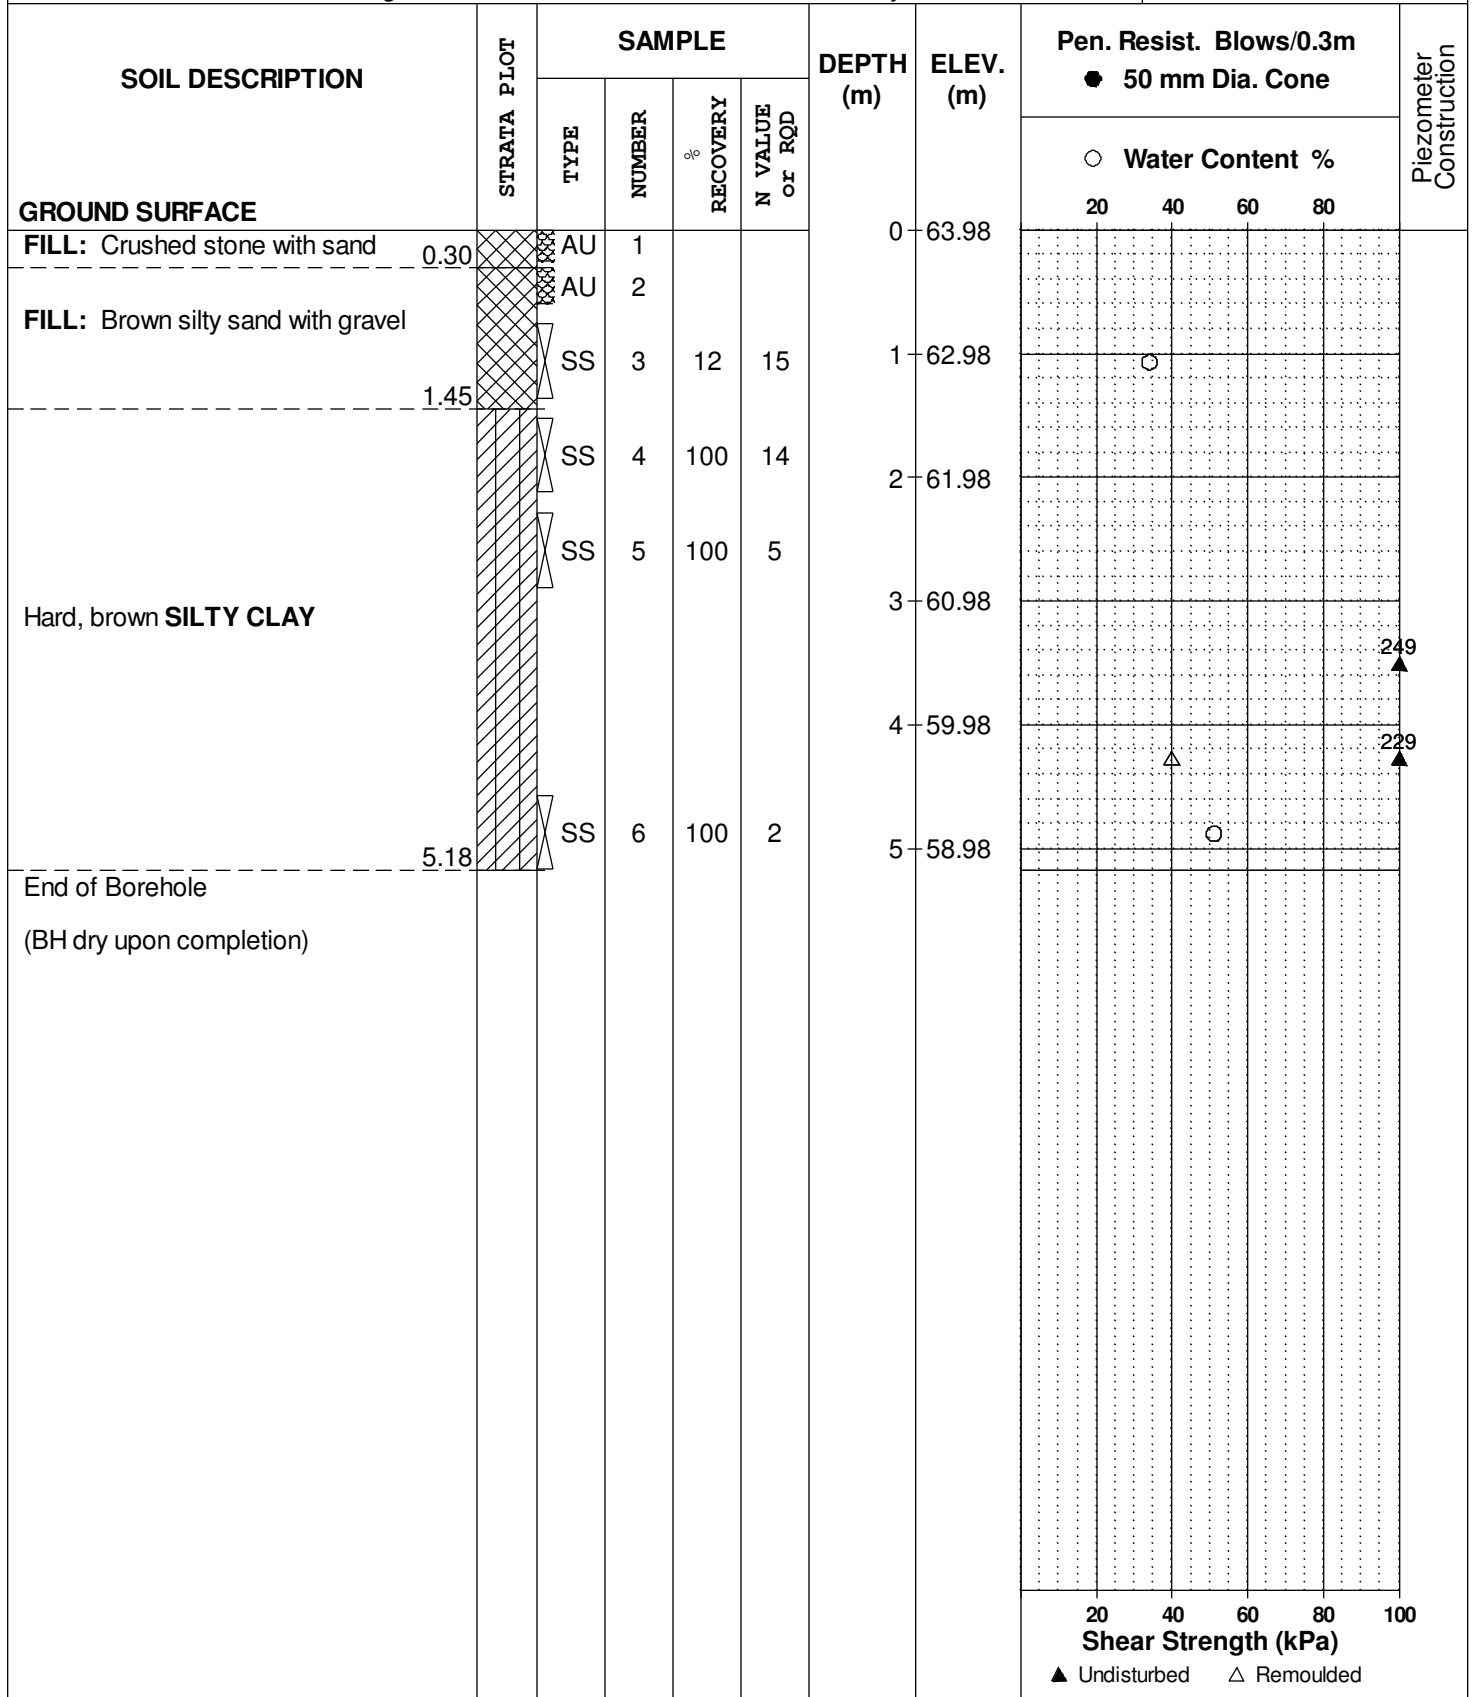 SOIL DESCRIPTION
GROUND SURFACE
STRATA PLOT
SAMPLE
TYPE
NUMBER
%
RECOVERY
N VALUE
or RQD
DEPTH
(m)
ELEV.
(m)
Pen. Resist. Blows/0.3m
50 mm Dia. Cone
Water Content %
20 40 60 80
Piezometer
Construction
FILL: Crushed stone with sand 0.30
AU 1
0 63.98
AU 2
FILL: Brown silty sand with gravel
SS 3 12 15
1 62.98
1.45
SS 4 100 14
2 61.98
SS 5 100 5
3 60.98
Hard, brown SILTY CLAY
249
4 59.98
229
SS 6 100 2
5 58.98
5.18
End of Borehole
(BH dry upon completion)
20 40 60 80 100
Shear Strength (kPa)
Undisturbed Remoulded